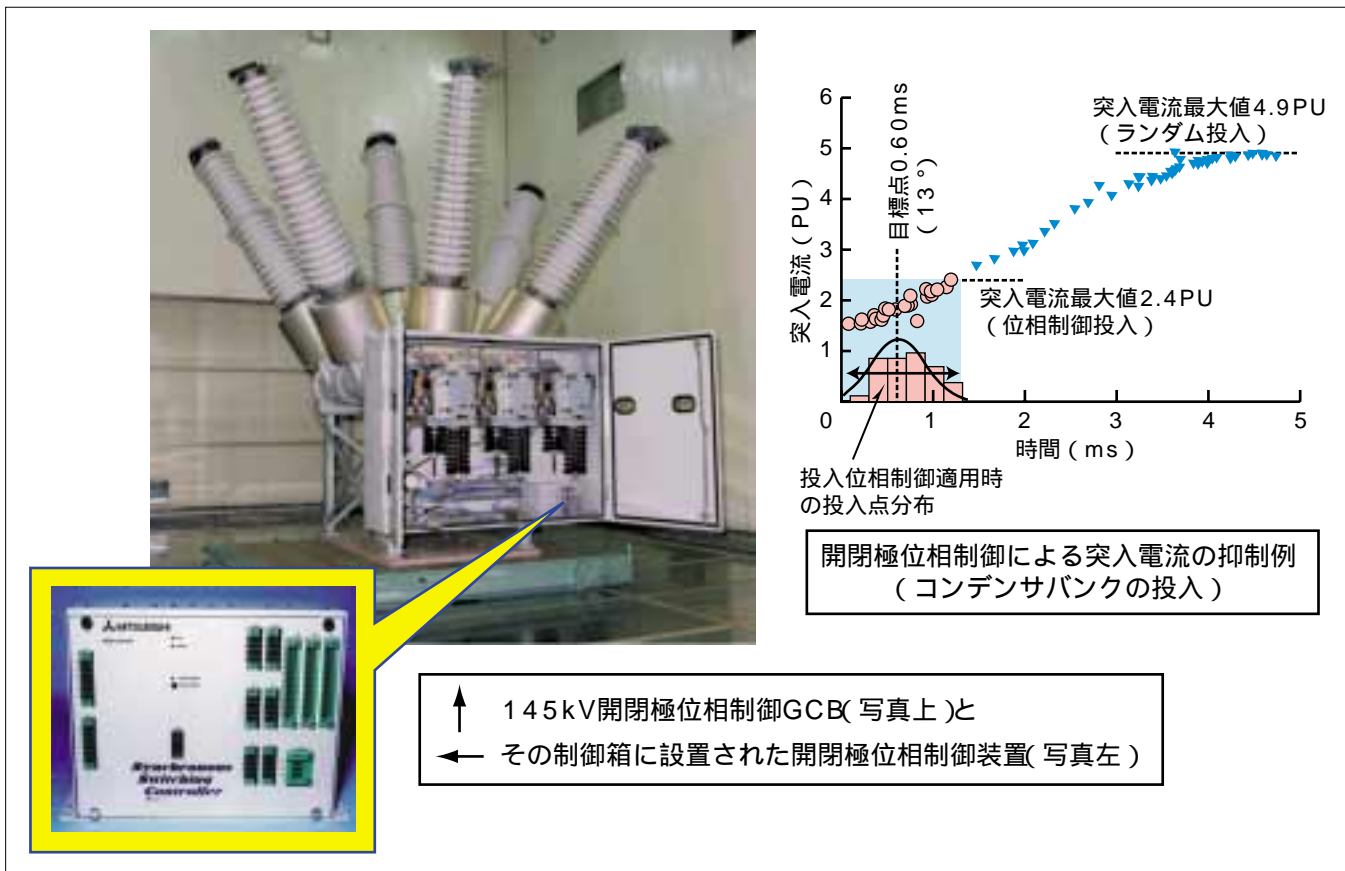 6
5
4
3
2
1
0
1
2
3
4
5
突入電流(PU)
時間(ms)
目標点0.60ms
(13°)
突入電流最大値4.9PU
(ランダム投入)
突入電流最大値2.4PU
(位相制御投入)
投入位相制御適用時
の投入点分布
開閉極位相制御による突入電流の抑制例
(コンデンサバンクの投入)
MITSUBISHI
Synchronous
Switching
Controller
↑ 145kV開閉極位相制御GCB(写真上)と
← その制御箱に設置された開閉極位相制御装置(写真左)